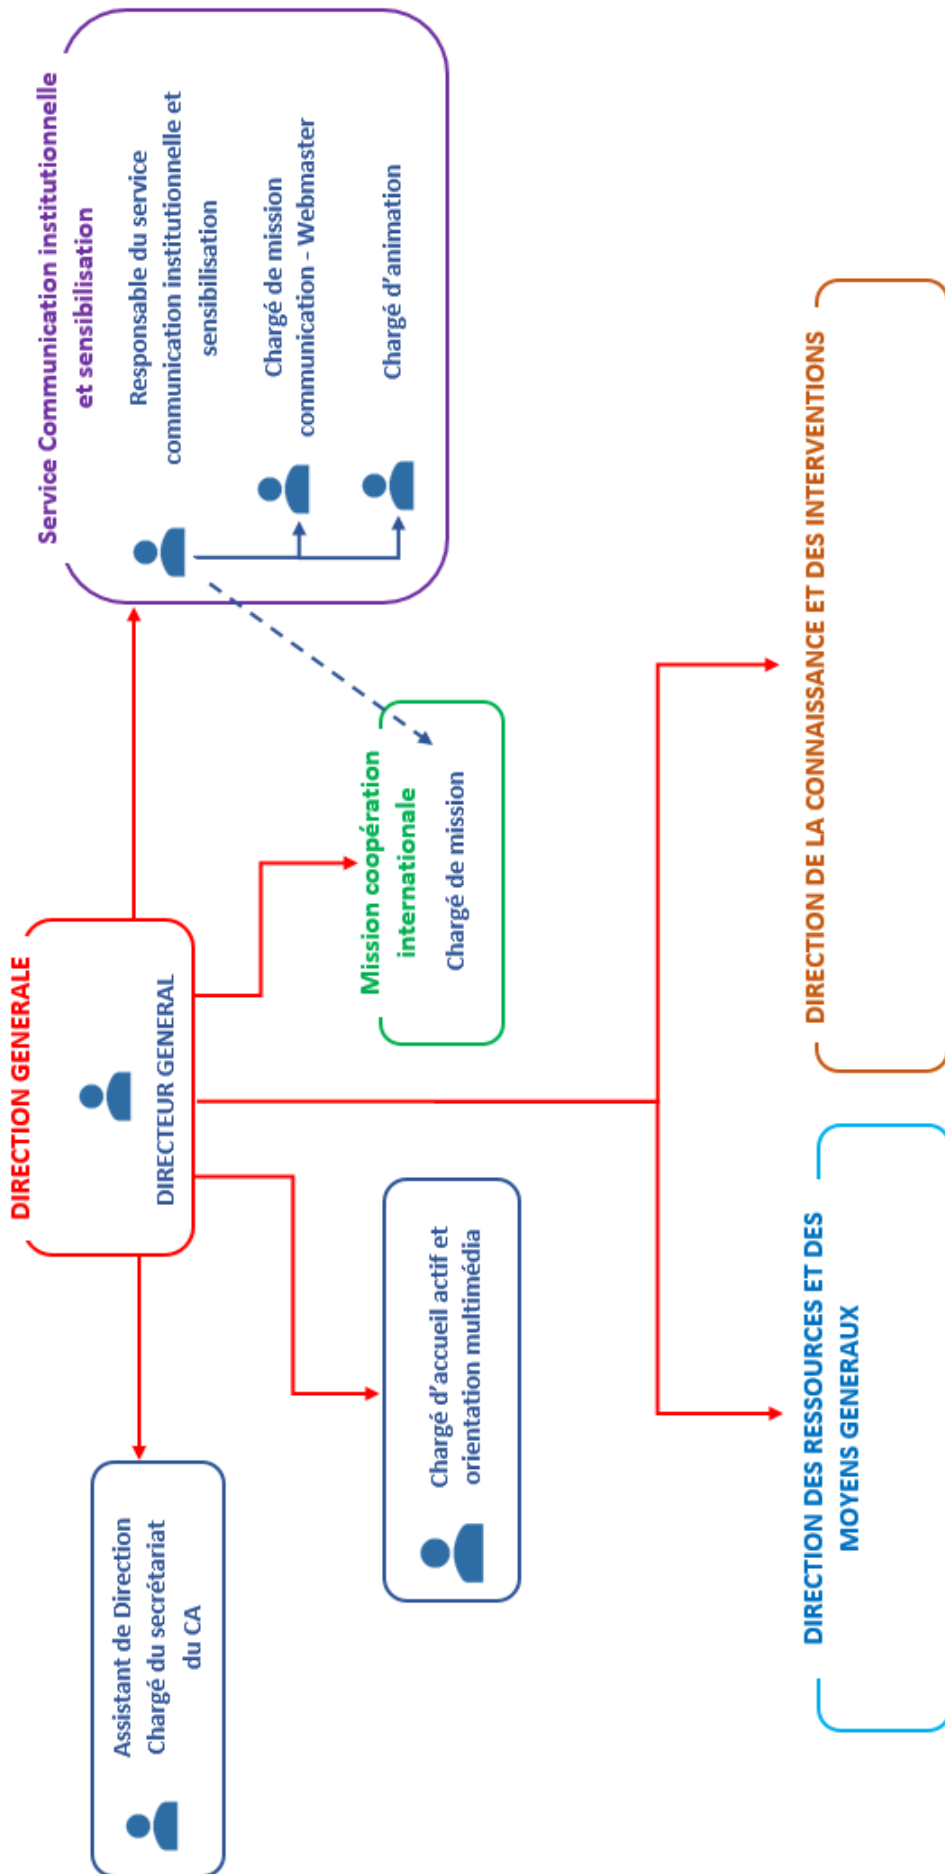 DIRECTION GENERALE
DIRECTEUR GENERAL
Assistant de Direction
Chargé du secrétariat
du CA
Service Communication institutionnelle
et sensibilisation
Responsable du service
communication institutionnelle et
sensibilisation
Chargé de mission
communication - Webmaster
Chargé d'animation
Chargé d'accueil actif et
orientation multimédia
Mission coopération
internationale
Chargé de mission
DIRECTION DES RESSOURCES ET DES
MOYENS GENERAUX
DIRECTION DE LA CONNAISSANCE ET DES INTERVENTIONS